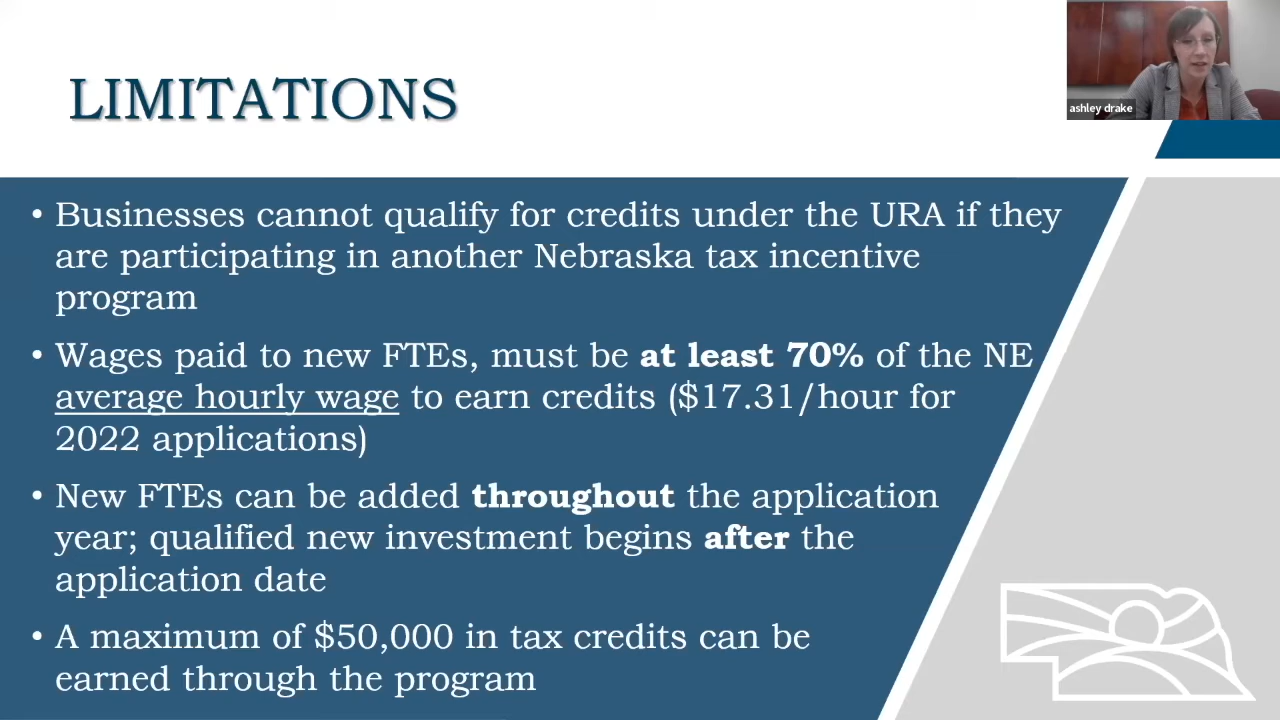 LIMITATIONS
ashley drake
• Businesses cannot qualify for credits under the URA if they
are participating in another Nebraska tax incentive
program
• Wages paid to new FTEs, must be at least 70% of the NE
average hourly wage to earn credits ($17.31/hour for
2022 applications)
• New FTEs can be added throughout the application
year; qualified new investment begins after the
application date
• A maximum of $50,000 in tax credits can be
earned through the program